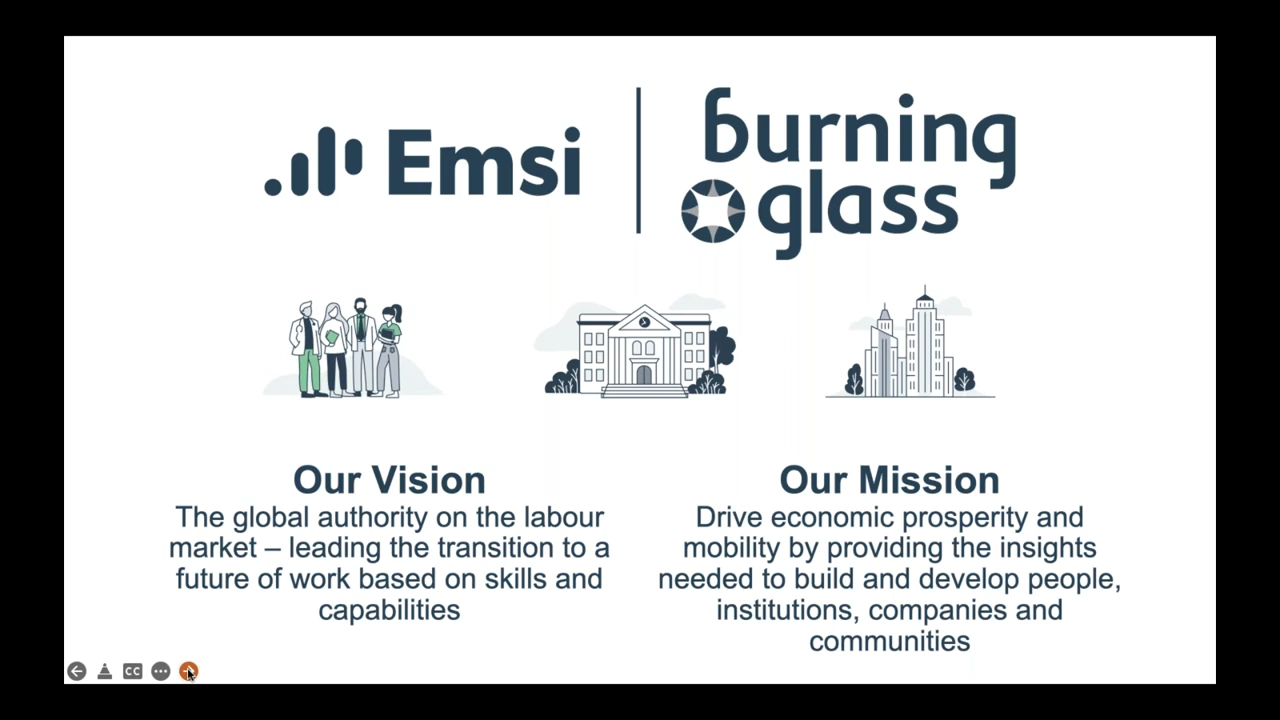 Emsi
burning
glass
Our Vision
The global authority on the labour
market – leading the transition to a
future of work based on skills and
capabilities
Our Mission
Drive economic prosperity and
mobility by providing the insights
needed to build and develop people,
institutions, companies and
communities
CC